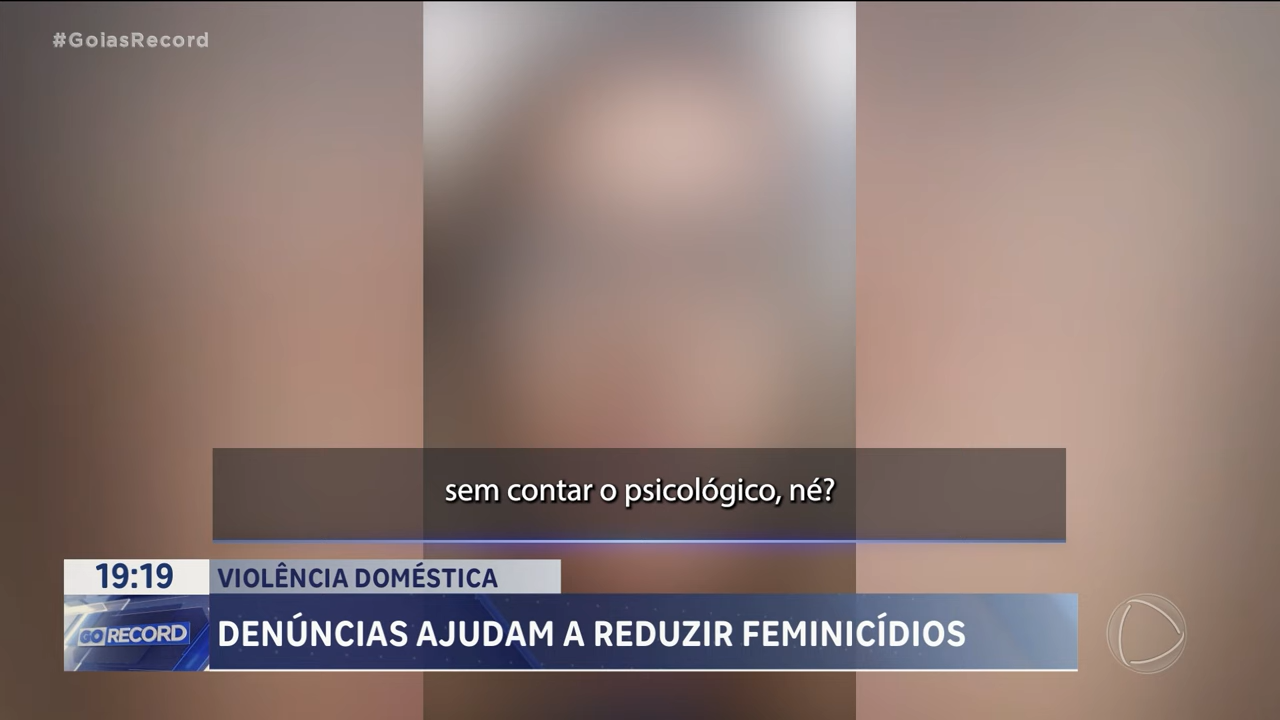 #GoiasRecord
sem contar o psicológico, né?
19:19
VIOLÊNCIA DOMÉSTICA
GO RECORD
DENÚNCIAS AJUDAM A REDUZIR FEMINICÍDIOS